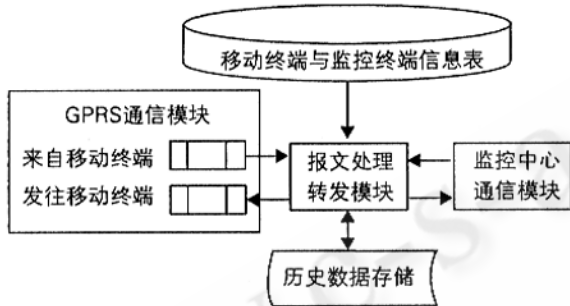 移动终端与监控终端信息表
GPRS通信模块
来自移动终端
发往移动终端
报文处理
转发模块
监控中心
通信模块
历史数据存储